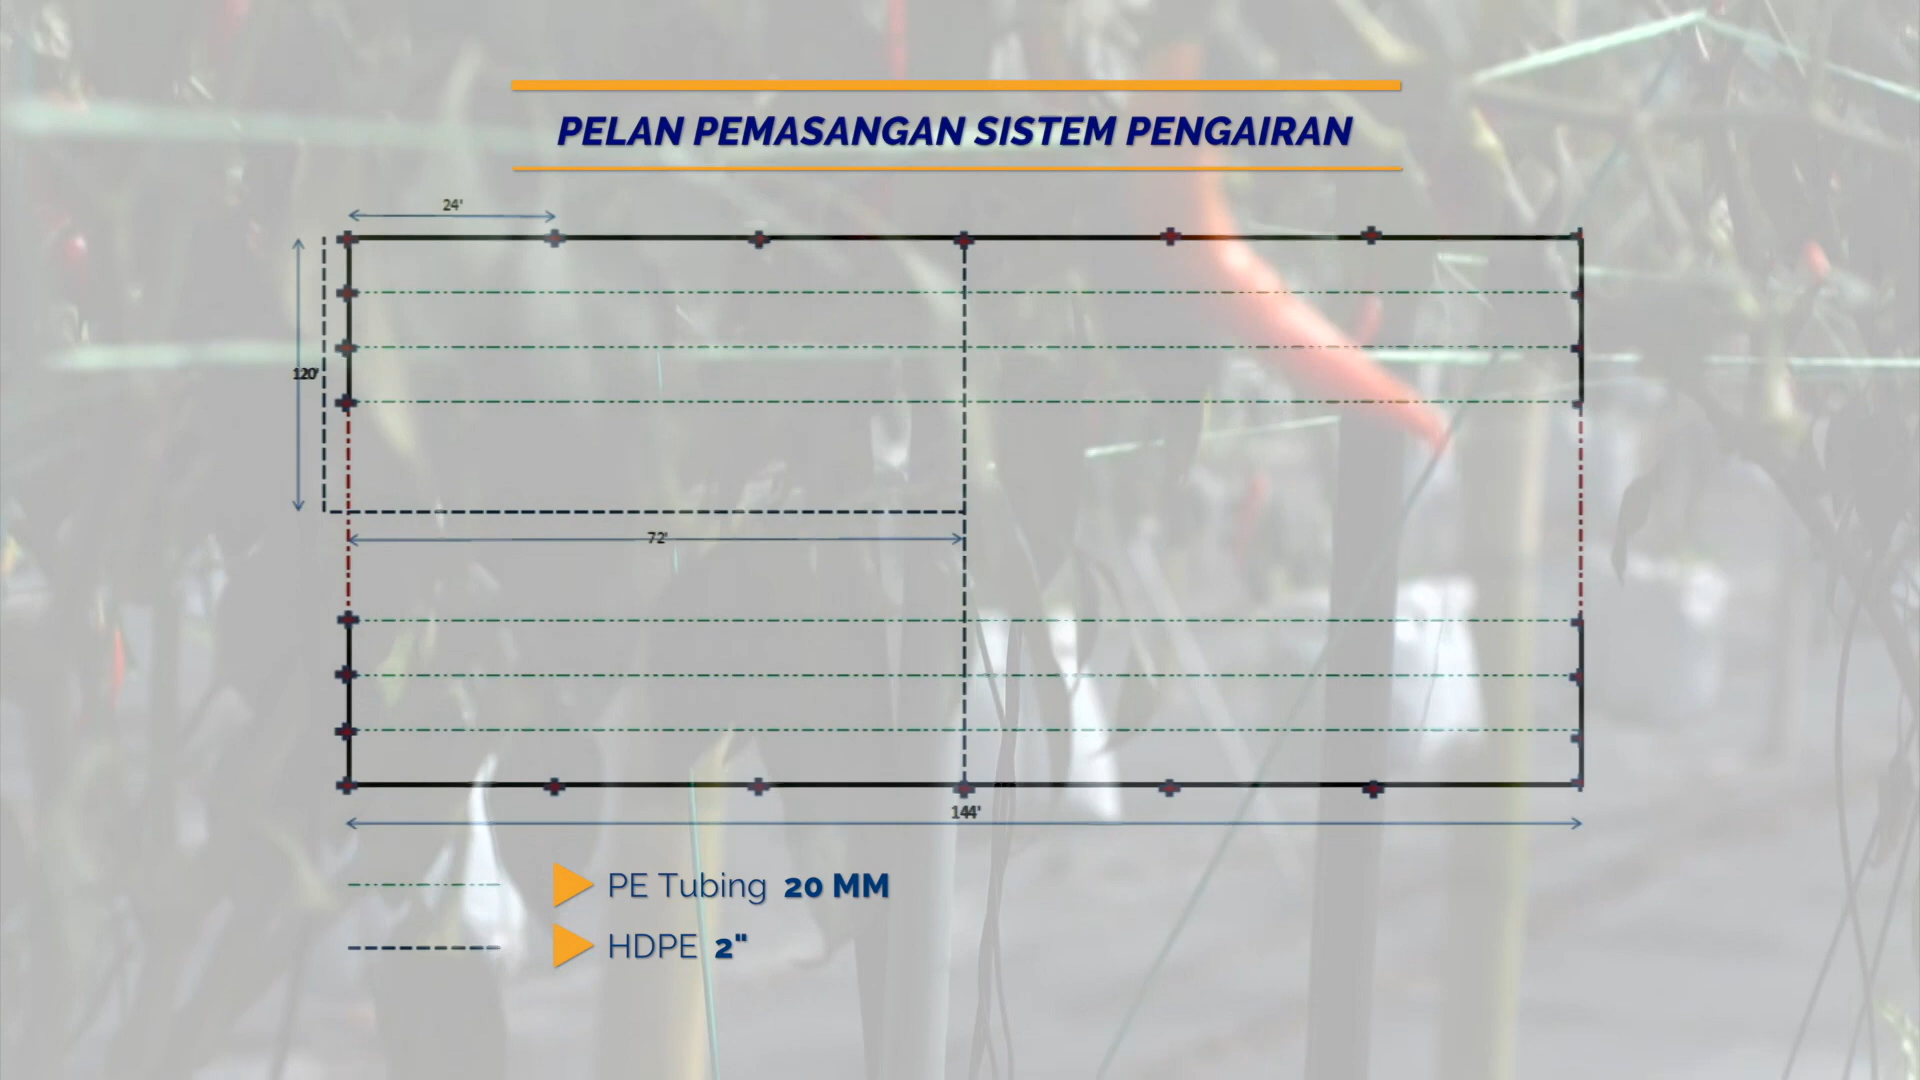 PELAN PEMASANGAN SISTEM PENGAIRAN
24'
120'
72'
144'
PE Tubing 20 MM
HDPE 2"